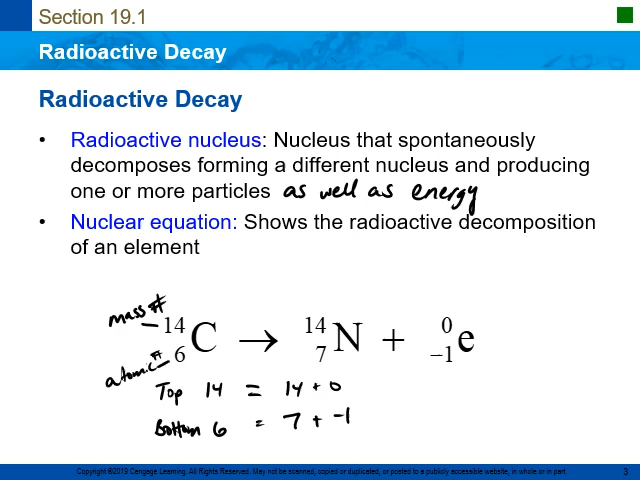 Section 19.1
Radioactive Decay
Radioactive Decay
• Radioactive nucleus: Nucleus that spontaneously
decomposes forming a different nucleus and producing
one or more particles as well as energy
• Nuclear equation: Shows the radioactive decomposition
of an element
mass #
14 6 C → 14 7 N + 0 −1 e
atomic #
Top 14 = 14 + 0
Bottom 6 = 7 + -1
Copyright ©2019 Cengage Learning. All Rights Reserved. May not be scanned, copied or duplicated, or posted to a publicly accessible website, in whole or in part.
3